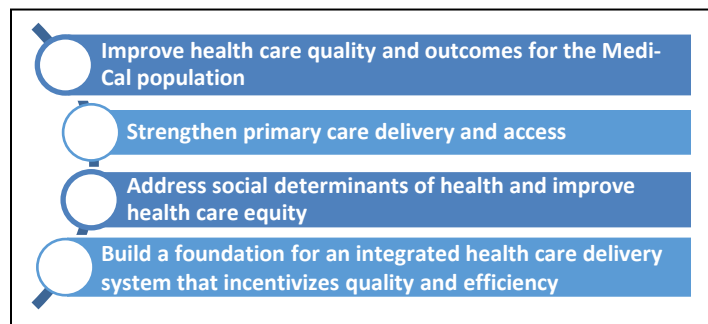 Improve health care quality and outcomes for the Medi-
Cal population
Strengthen primary care delivery and access
Address social determinants of health and improve
health care equity
Build a foundation for an integrated health care delivery
system that incentivizes quality and efficiency